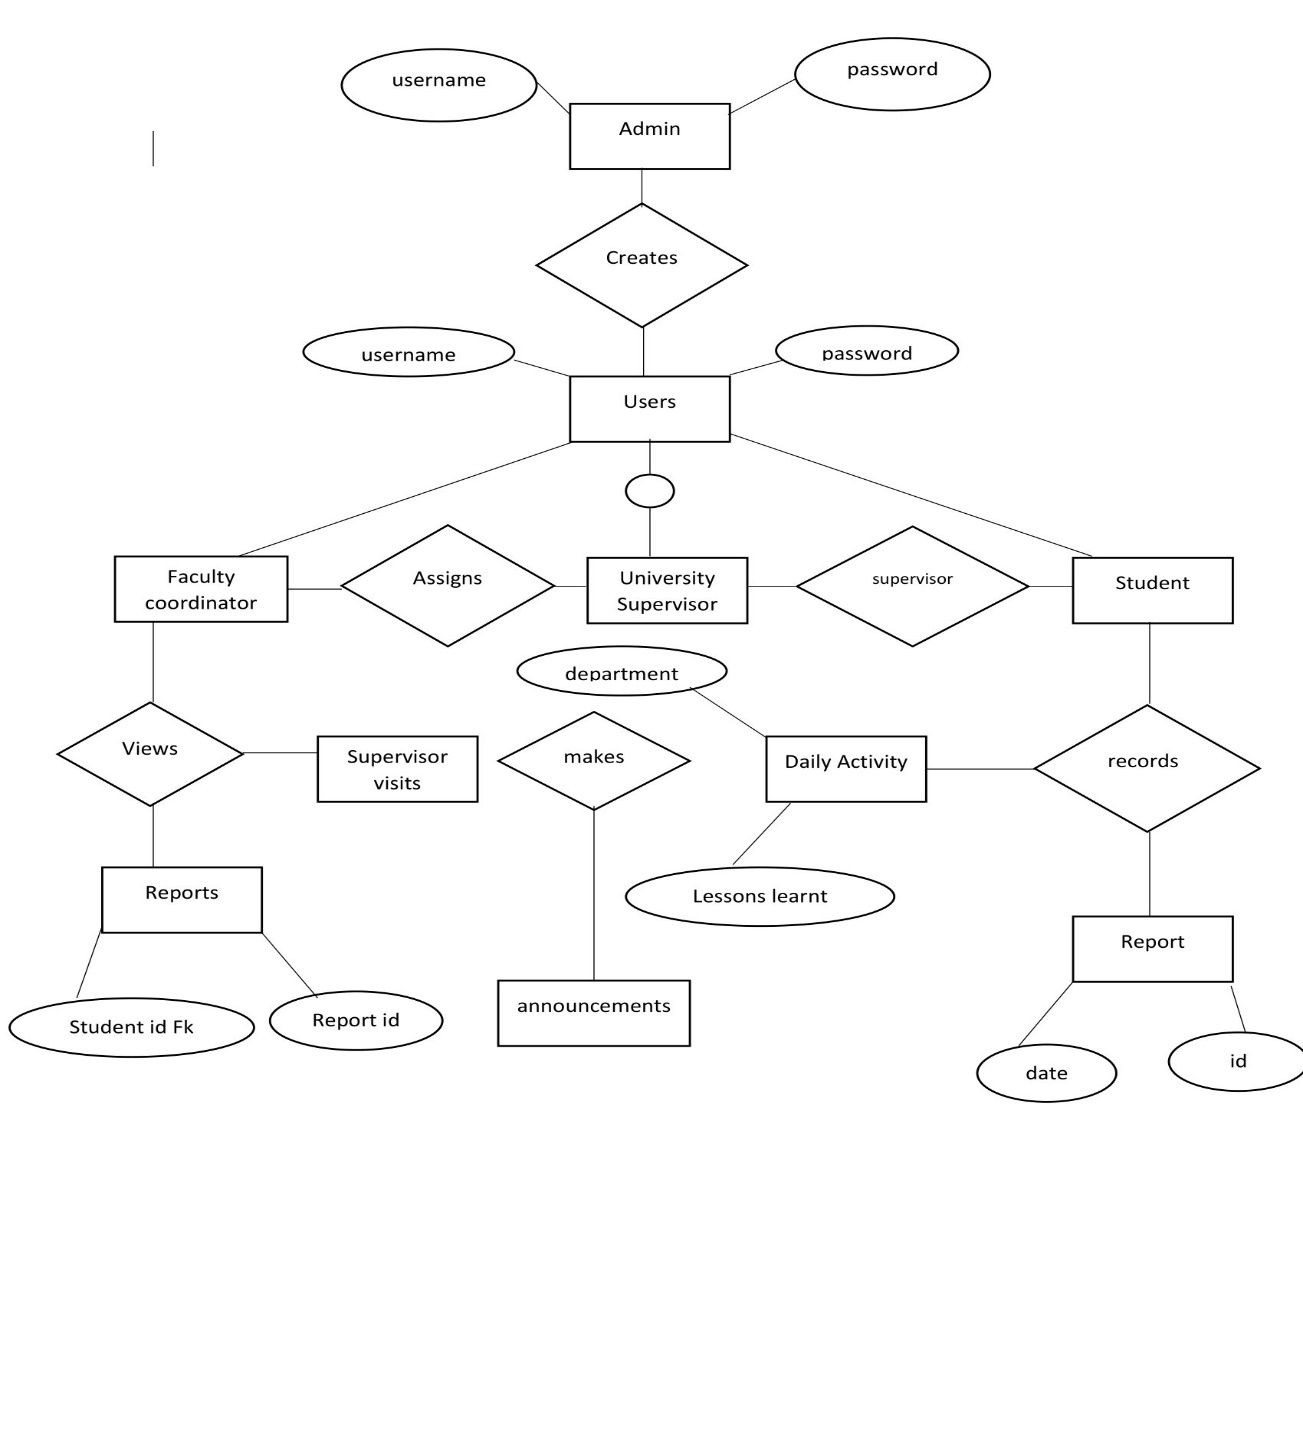 username
password
Admin
Creates
username
password
Users
Faculty
coordinator
Assigns
University
Supervisor
supervisor
Student
department
Views
Supervisor
visits
makes
Daily Activity
records
Reports
Lessons learnt
Report
announcements
Student id Fk
Report id
date
id